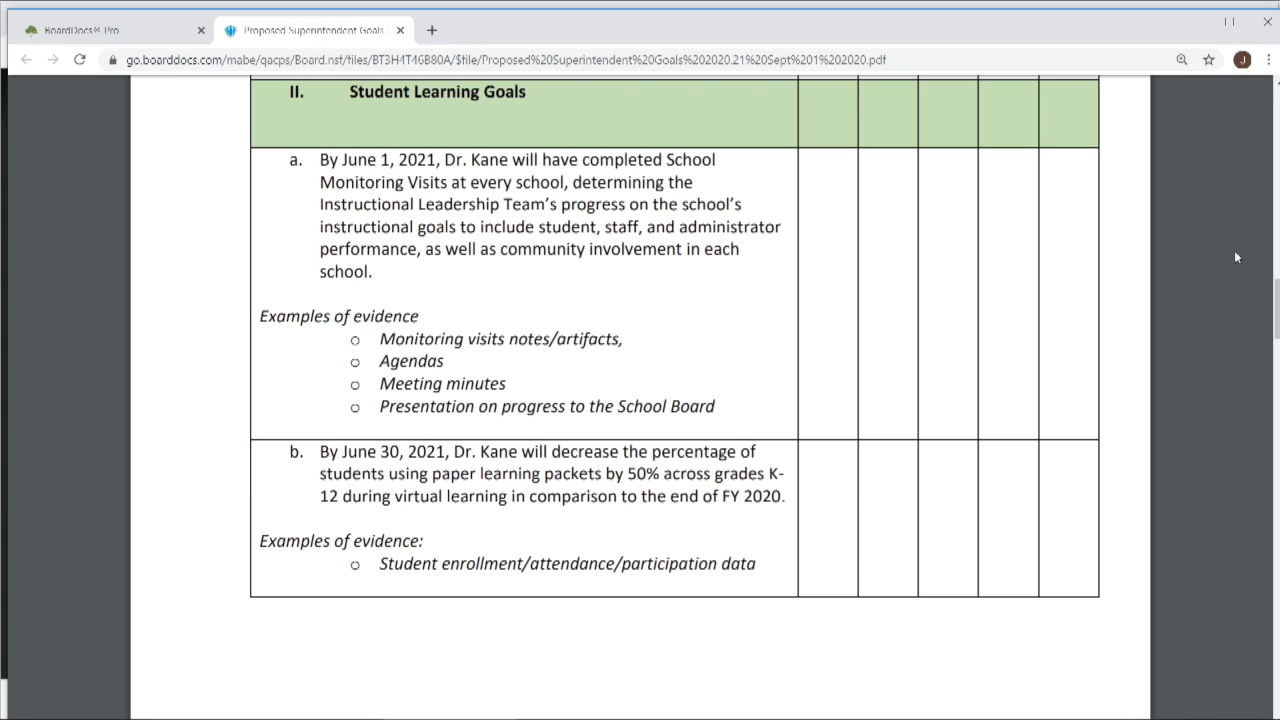 BoardDocs® Pro
Proposed Superintendent Goals
go.boarddocs.com/mabe/qacps/Board.nsf/files/BT3H4T46B80A/$file/Proposed%20Superintendent%20Goals%202020.21%20Sept%201%202020.pdf
J
II. Student Learning Goals
a. By June 1, 2021, Dr. Kane will have completed School
Monitoring Visits at every school, determining the
Instructional Leadership Team’s progress on the school’s
instructional goals to include student, staff, and administrator
performance, as well as community involvement in each
school.
Examples of evidence
o Monitoring visits notes/artifacts,
o Agendas
o Meeting minutes
o Presentation on progress to the School Board
b. By June 30, 2021, Dr. Kane will decrease the percentage of
students using paper learning packets by 50% across grades K-
12 during virtual learning in comparison to the end of FY 2020.
Examples of evidence:
o Student enrollment/attendance/participation data